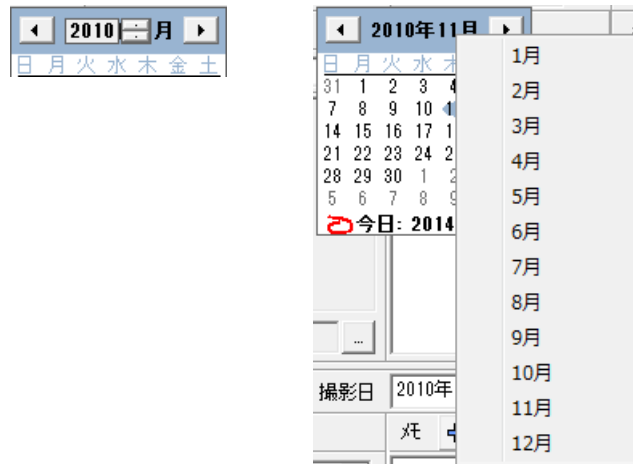 2010 月
日 月 火 水 木 金 土
2010年11月
日 月 火 水 木
31 1 2 3 4
7 8 9 10
14 15 16 17
21 22 23 24
28 29 30 1 2
5 6 7 8 9
今日: 2014
1月
2月
3月
4月
5月
6月
7月
8月
9月
10月
11月
12月
...
撮影日 2010年
メモ